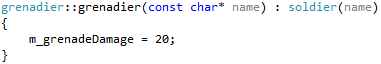 grenadier::grenadier(const char* name) : soldier(name)
{
    m_grenadeDamage = 20;
}